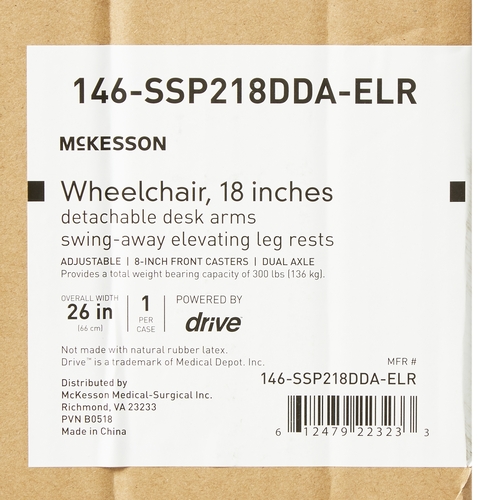 146-SSP218DDA-ELR
McKESSON
Wheelchair, 18 inches
detachable desk arms
swing-away elevating leg rests
ADJUSTABLE | 8-INCH FRONT CASTERS | DUAL AXLE
Provides a total weight bearing capacity of 300 lbs (136 kg).
OVERALL WIDTH
26 in
(66 cm)
1
PER
CASE
POWERED BY
drive
Not made with natural rubber latex.
Drive™ is a trademark of Medical Depot. Inc.
Distributed by
McKesson Medical-Surgical Inc.
Richmond, VA 23233
PVN B0518
Made in China
MFR #
146-SSP218DDA-ELR
6 12479 22323 3